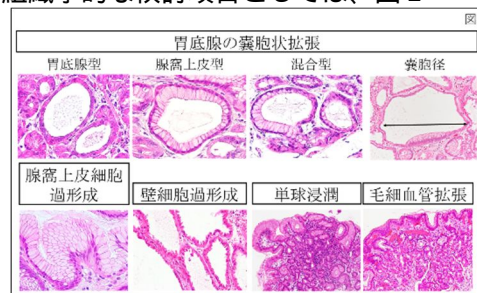 図
胃底腺の嚢胞状拡張
胃底腺型
腺窩上皮型
混合型
嚢胞径
腺窩上皮細胞
過形成
壁細胞過形成
単球浸潤
毛細血管拡張